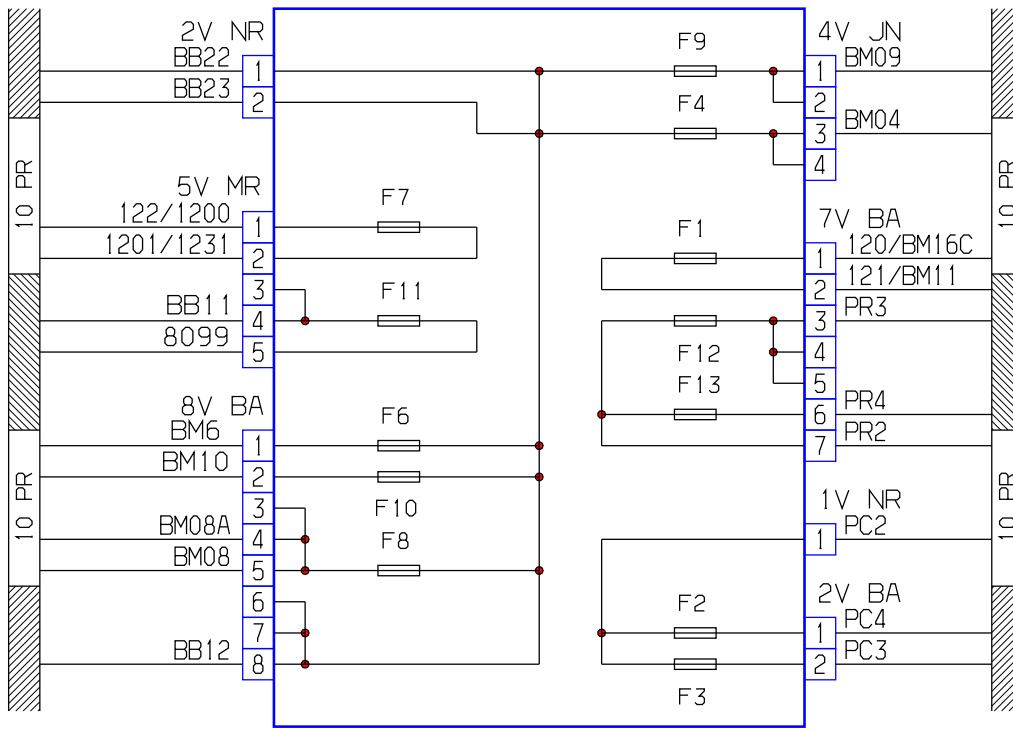 2V NR
BB22
1
BB23
2
5V MR
122/1200
1
1201/1231
2
3
BB11
4
8099
5
8V BA
BM6
1
BM10
2
3
BM08A
4
BM08
5
6
7
BB12
8
10 PR
10 PR
F7
F11
F6
F10
F8
F9
F4
F1
F12
F13
F2
F3
4V JN
1
BM09
2
3
BM04
4
7V BA
1
120/BM16C
2
121/BM11
3
PR3
4
5
6
PR4
7
PR2
1V NR
1
PC2
2V BA
1
PC4
2
PC3
10 PR
10 PR